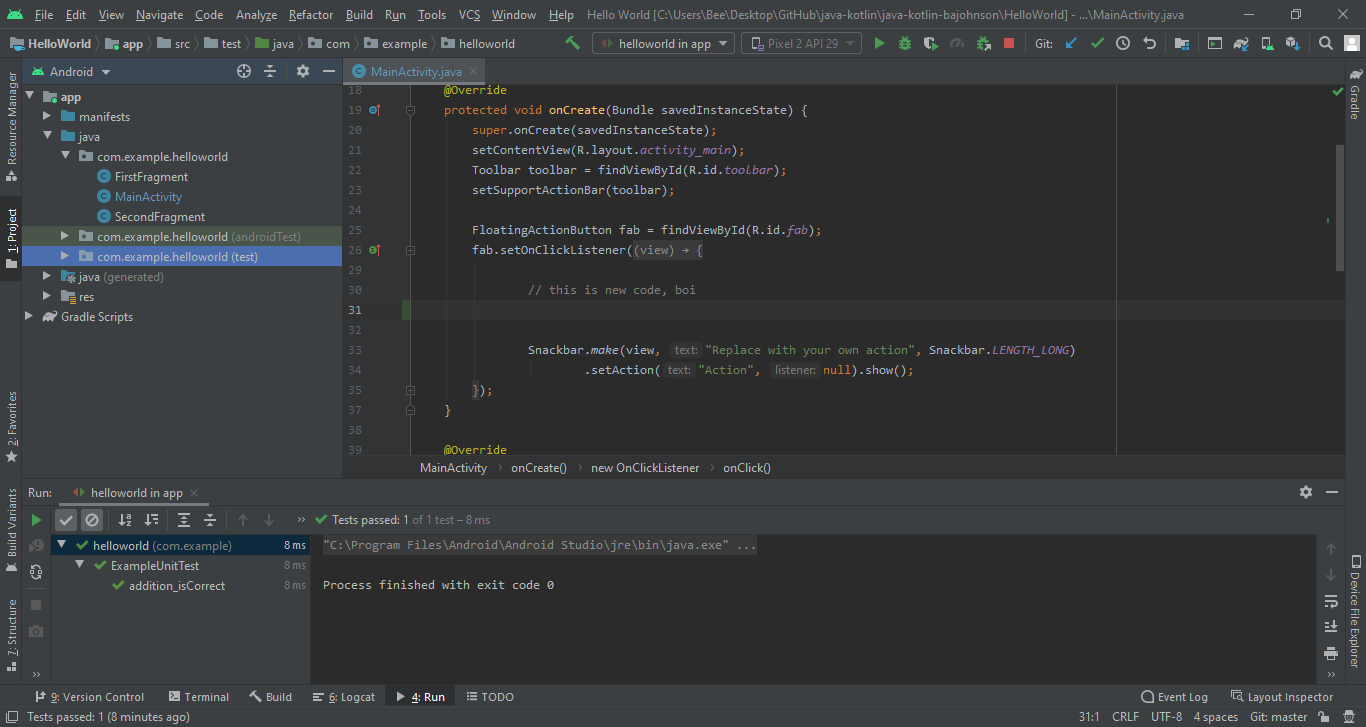 File Edit View Navigate Code Analyze Refactor Build Run Tools VCS Window Help Hello World [C:\Users\Bee\Desktop\GitHub\java-kotlin\java-kotlin-bajohnson\HelloWorld] - ...\MainActivity.java
HelloWorld app src test java com example helloworld helloworld in app Pixel 2 API 29 Git:
Resource Manager
1: Project
2: Favorites
Build Variants
7: Structure
Android
app
manifests
java
com.example.helloworld
FirstFragment
MainActivity
SecondFragment
com.example.helloworld (androidTest)
com.example.helloworld (test)
java (generated)
res
Gradle Scripts
MainActivity.java
18 @Override
19 protected void onCreate(Bundle savedInstanceState) {
20 super.onCreate(savedInstanceState);
21 setContentView(R.layout.activity_main);
22 Toolbar toolbar = findViewById(R.id.toolbar);
23 setSupportActionBar(toolbar);
24
25 FloatingActionButton fab = findViewById(R.id.fab);
26 fab.setOnClickListener((view) → {
29
30 // this is new code, boi
31
32
33 Snackbar.make(view, text: "Replace with your own action", Snackbar.LENGTH_LONG)
34 .setAction( text: "Action", listener: null).show();
35 });
37 }
38
39 @Override
MainActivity › onCreate() › new OnClickListener › onClick()
Gradle
Device File Explorer
Run: helloworld in app
» Tests passed: 1 of 1 test – 8 ms
helloworld (com.example) 8 ms
ExampleUnitTest 8 ms
addition_isCorrect 8 ms
"C:\Program Files\Android\Android Studio\jre\bin\java.exe" ...
Process finished with exit code 0
9: Version Control Terminal Build 6: Logcat 4: Run TODO Event Log Layout Inspector
Tests passed: 1 (8 minutes ago) 31:1 CRLF UTF-8 4 spaces Git: master